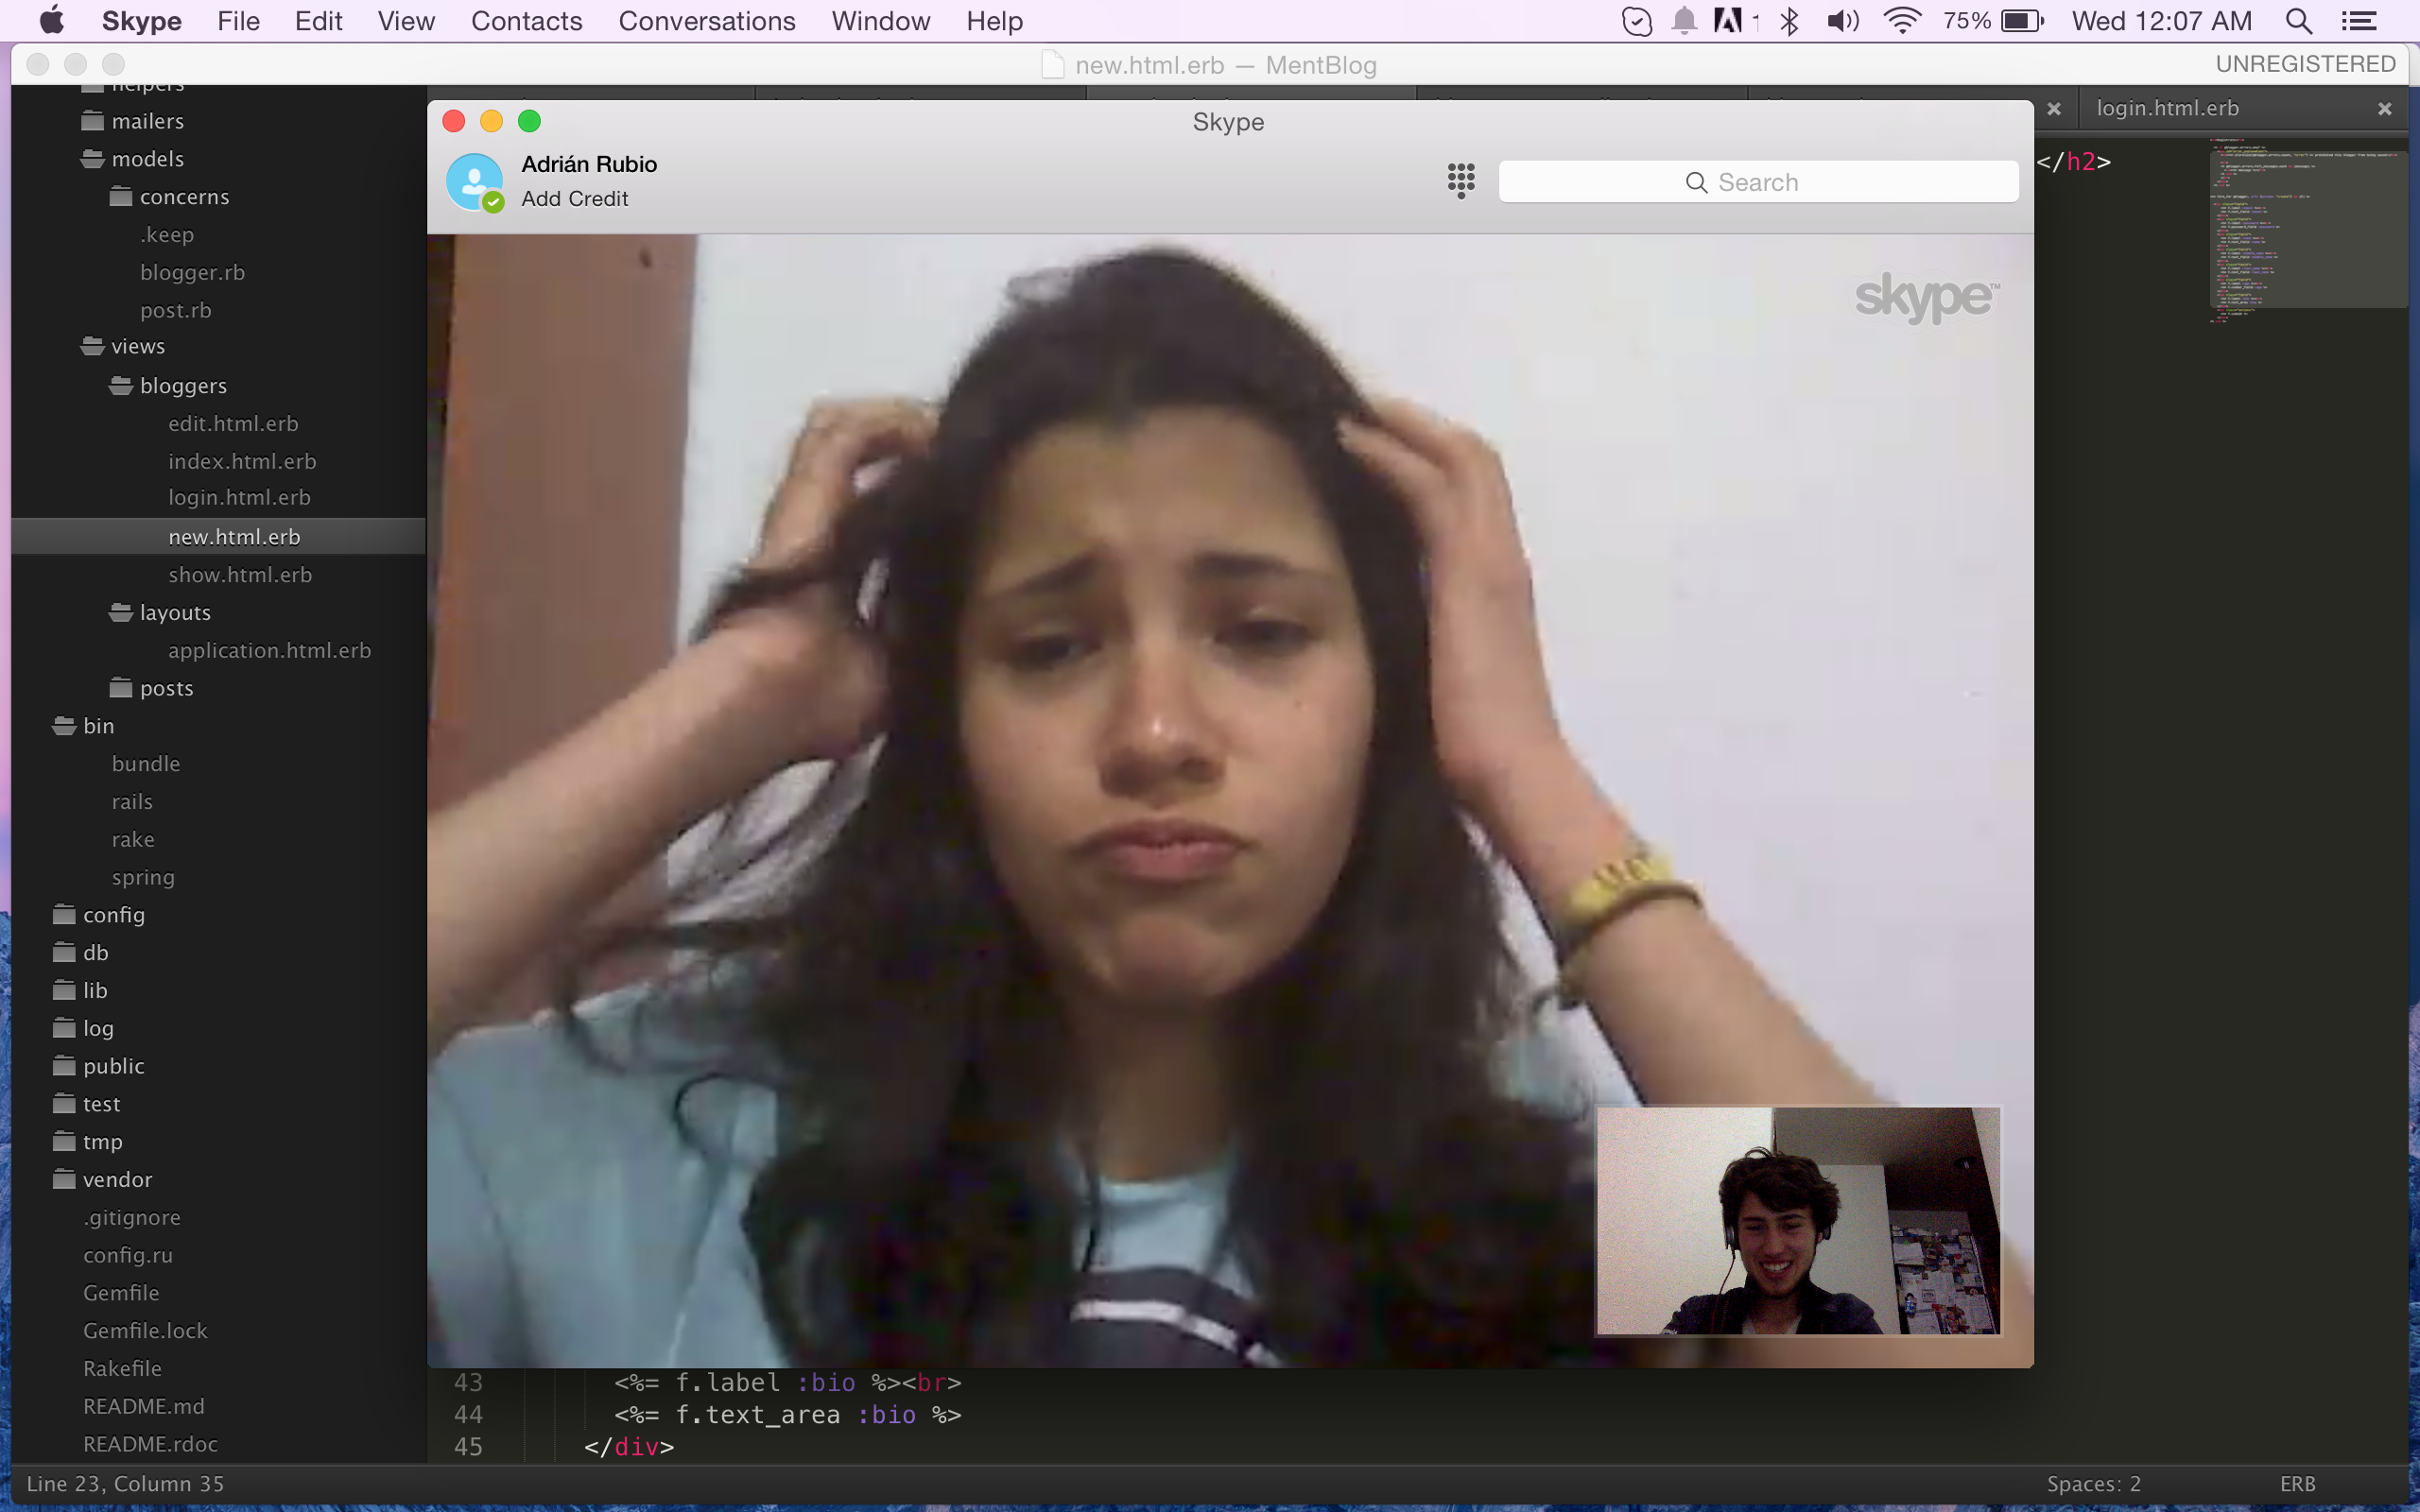 Skype File Edit View Contacts Conversations Window Help 75% Wed 12:07 AM
new.html.erb — MentBlog UNREGISTERED
helpers
mailers
models
concerns
.keep
blogger.rb
post.rb
views
bloggers
edit.html.erb
index.html.erb
login.html.erb
new.html.erb
show.html.erb
layouts
application.html.erb
posts
bin
bundle
rails
rake
spring
config
db
lib
log
public
test
tmp
vendor
.gitignore
config.ru
Gemfile
Gemfile.lock
Rakefile
README.md
README.rdoc
login.html.erb
</h2>
Skype
Adrián Rubio
Add Credit
Search
skype™
43 <%= f.label :bio %><br>
44 <%= f.text_area :bio %>
45 </div>
Line 23, Column 35 Spaces: 2 ERB